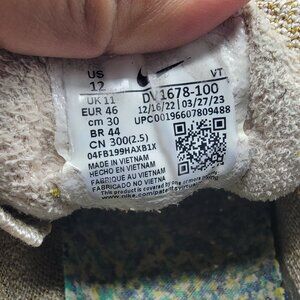 US VT
12 DV1678-100
UK 11 12/16/22 // 03/27/23
EUR 46 UPC00196607809488
cm 30
BR 44
CN 300(2.5)
04FB199HAXB1X
MADE IN VIETNAM
HECHO EN VIETNAM
FABRIQUÉ AU VIETNAM
FABRICADO NO VIETNAM